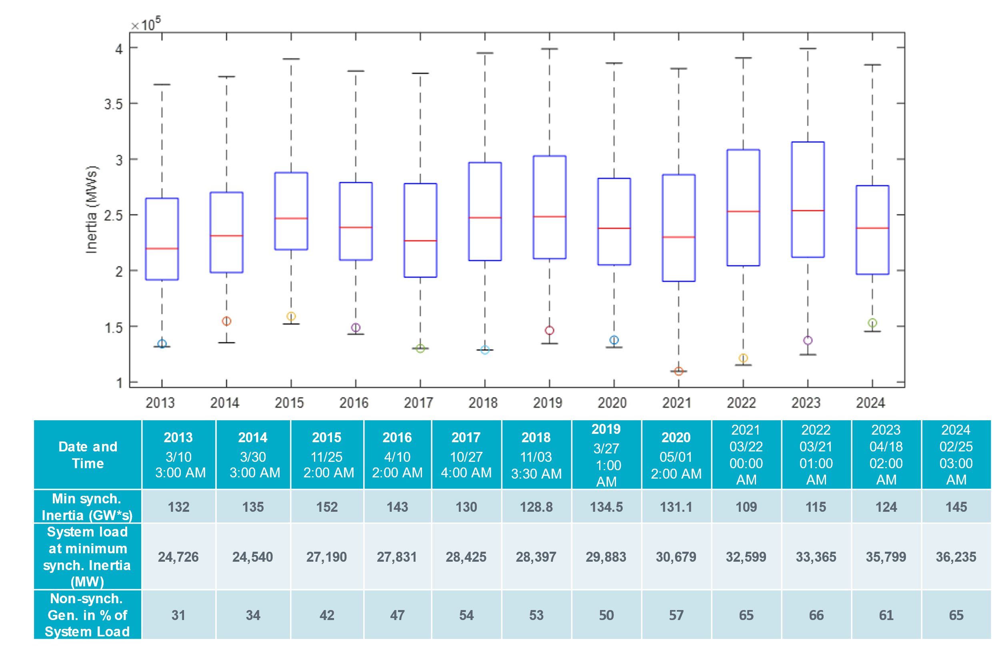 ×10⁵
4
3.5
3
2.5
2
1.5
1
Inertia (MWs)
2013 2014 2015 2016 2017 2018 2019 2020 2021 2022 2023 2024
Date and
Time
2013
3/10
3:00 AM
2014
3/30
3:00 AM
2015
11/25
2:00 AM
2016
4/10
2:00 AM
2017
10/27
4:00 AM
2018
11/03
3:30 AM
2019
3/27
1:00
AM
2020
05/01
2:00 AM
2021
03/22
00:00
AM
2022
03/21
01:00
AM
2023
04/18
02:00
AM
2024
02/25
03:00
AM
Min synch.
Inertia (GW*s)
132 135 152 143 130 128.8 134.5 131.1 109 115 124 145
System load
at minimum
synch. Inertia
(MW)
24,726 24,540 27,190 27,831 28,425 28,397 29,883 30,679 32,599 33,365 35,799 36,235
Non-synch.
Gen. in % of
System Load
31 34 42 47 54 53 50 57 65 66 61 65